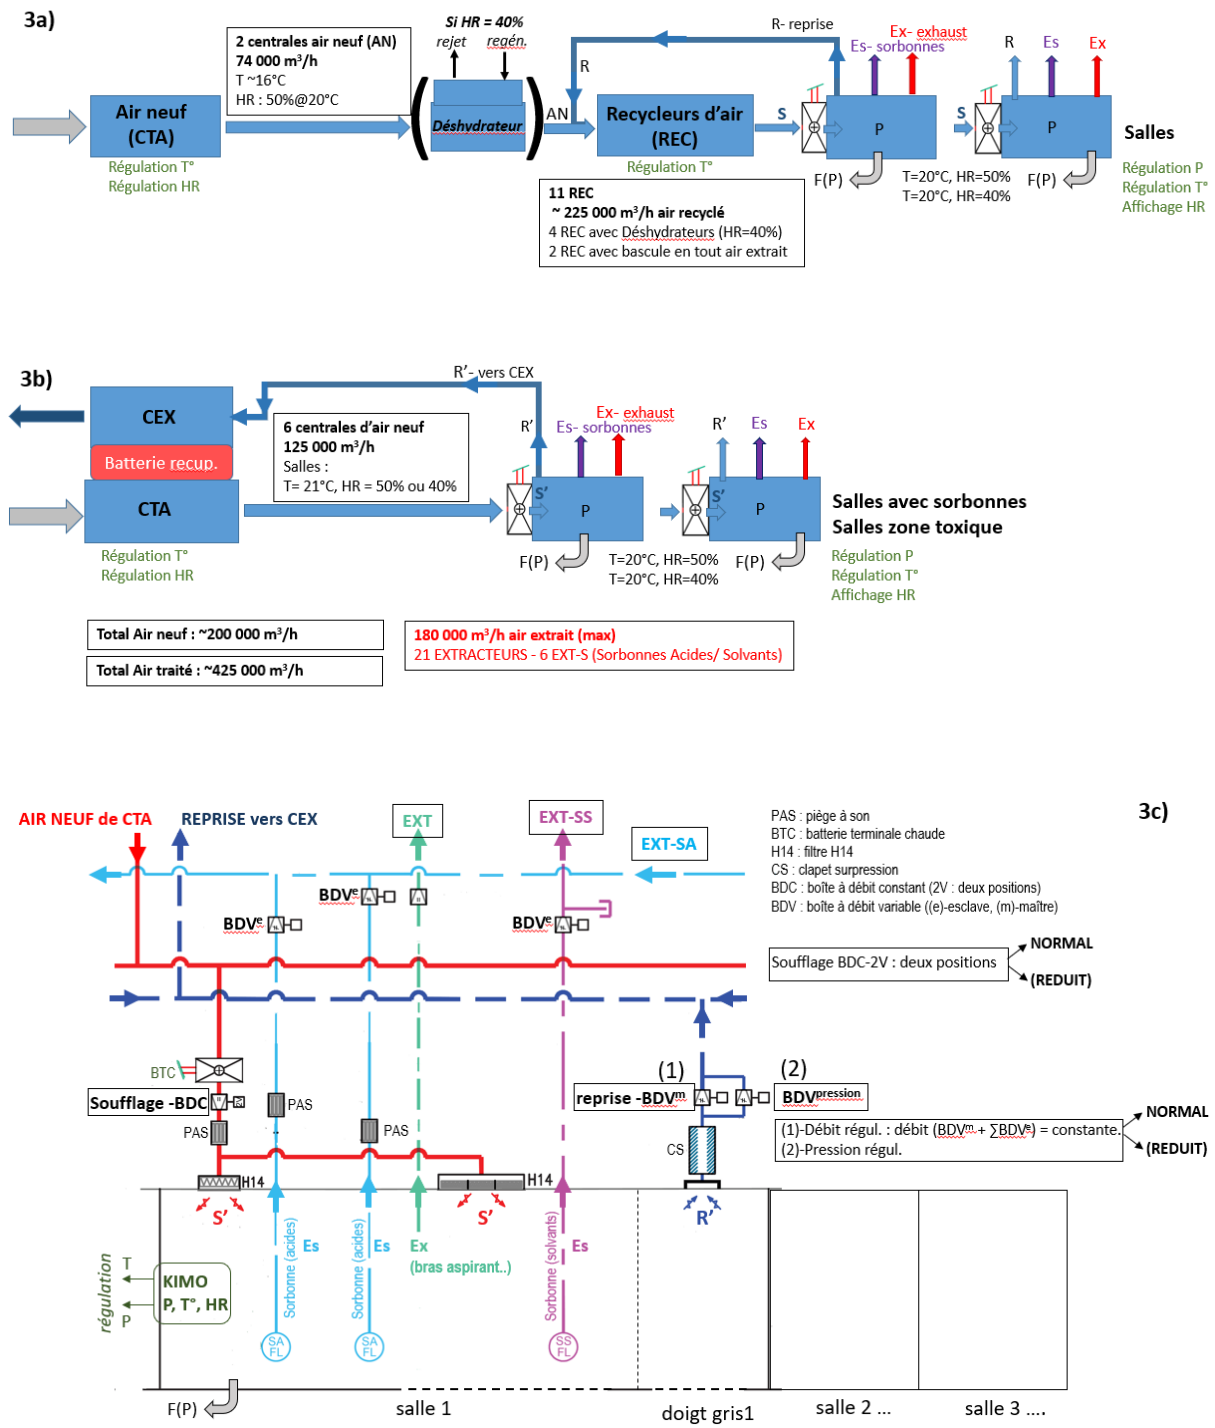 3a)
Si HR = 40%
rejet
regén.
2 centrales air neuf (AN)
74 000 m³/h
T ~16°C
HR : 50%@20°C
Air neuf
(CTA)
Régulation T°
Régulation HR
Déshydrateur
AN
R
R- reprise
Recycleurs d'air
(REC)
Régulation T°
S
Es- sorbonnes
Ex- exhaust
P
F(P)
S
R
Es
Ex
P
F(P)
T=20°C, HR=50%
T=20°C, HR=40%
Salles
Régulation P
Régulation T°
Affichage HR
11 REC
~ 225 000 m³/h air recyclé
4 REC avec Déshydrateurs (HR=40%)
2 REC avec bascule en tout air extrait
3b)
R'- vers CEX
CEX
Batterie recup.
CTA
Régulation T°
Régulation HR
6 centrales d'air neuf
125 000 m³/h
Salles :
T= 21°C, HR = 50% ou 40%
R'
Es- sorbonnes
Ex- exhaust
S'
P
F(P)
R'
Es
Ex
S'
P
F(P)
T=20°C, HR=50%
T=20°C, HR=40%
Salles avec sorbonnes
Salles zone toxique
Régulation P
Régulation T°
Affichage HR
Total Air neuf : ~200 000 m³/h
Total Air traité : ~425 000 m³/h
180 000 m³/h air extrait (max)
21 EXTRACTEURS - 6 EXT-S (Sorbonnes Acides/ Solvants)
3c)
AIR NEUF de CTA
REPRISE vers CEX
EXT
EXT-SS
EXT-SA
PAS : piège à son
BTC : batterie terminale chaude
H14 : filtre H14
CS : clapet surpression
BDC : boîte à débit constant (2V : deux positions)
BDV : boîte à débit variable ((e)-esclave, (m)-maître)
BDVᵉ
BDVᵉ
BDVᵉ
Soufflage BDC-2V : deux positions
NORMAL
(REDUIT)
BTC
Soufflage -BDC
PAS
PAS
PAS
(1)
reprise -BDVᵐ
(2)
BDVᵖʳᵉˢˢⁱᵒⁿ
(1)-Débit régul. : débit (BDVᵐ + ∑BDVᵉ) = constante.
(2)-Pression régul.
NORMAL
(REDUIT)
CS
H14
H14
S'
S'
R'
Sorbonne (acides)
Es
Sorbonne (acides)
Es
Ex
(bras aspirant..)
Sorbonne (solvants)
Es
régulation
T
P
KIMO
P, T°, HR
SA
FL
SA
FL
SS
FL
F(P)
salle 1
doigt gris1
salle 2 ...
salle 3 ....